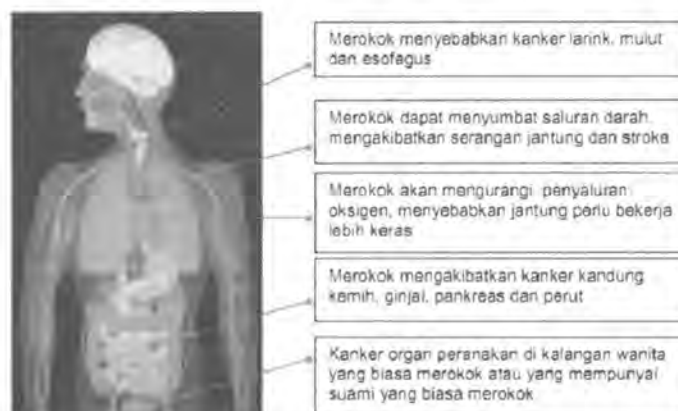 Merokok menyebabkan kanker larink, mulut
dan esofagus
Merokok dapat menyumbat saluran darah,
mengakibatkan serangan jantung dan stroke
Merokok akan mengurangi penyaluran
oksigen, menyebabkan jantung perlu bekerja
lebih keras
Merokok mengakibatkan kanker kandung
kemih, ginjal, pankreas dan perut
Kanker organ peranakan di kalangan wanita
yang biasa merokok atau yang mempunyai
suami yang biasa merokok